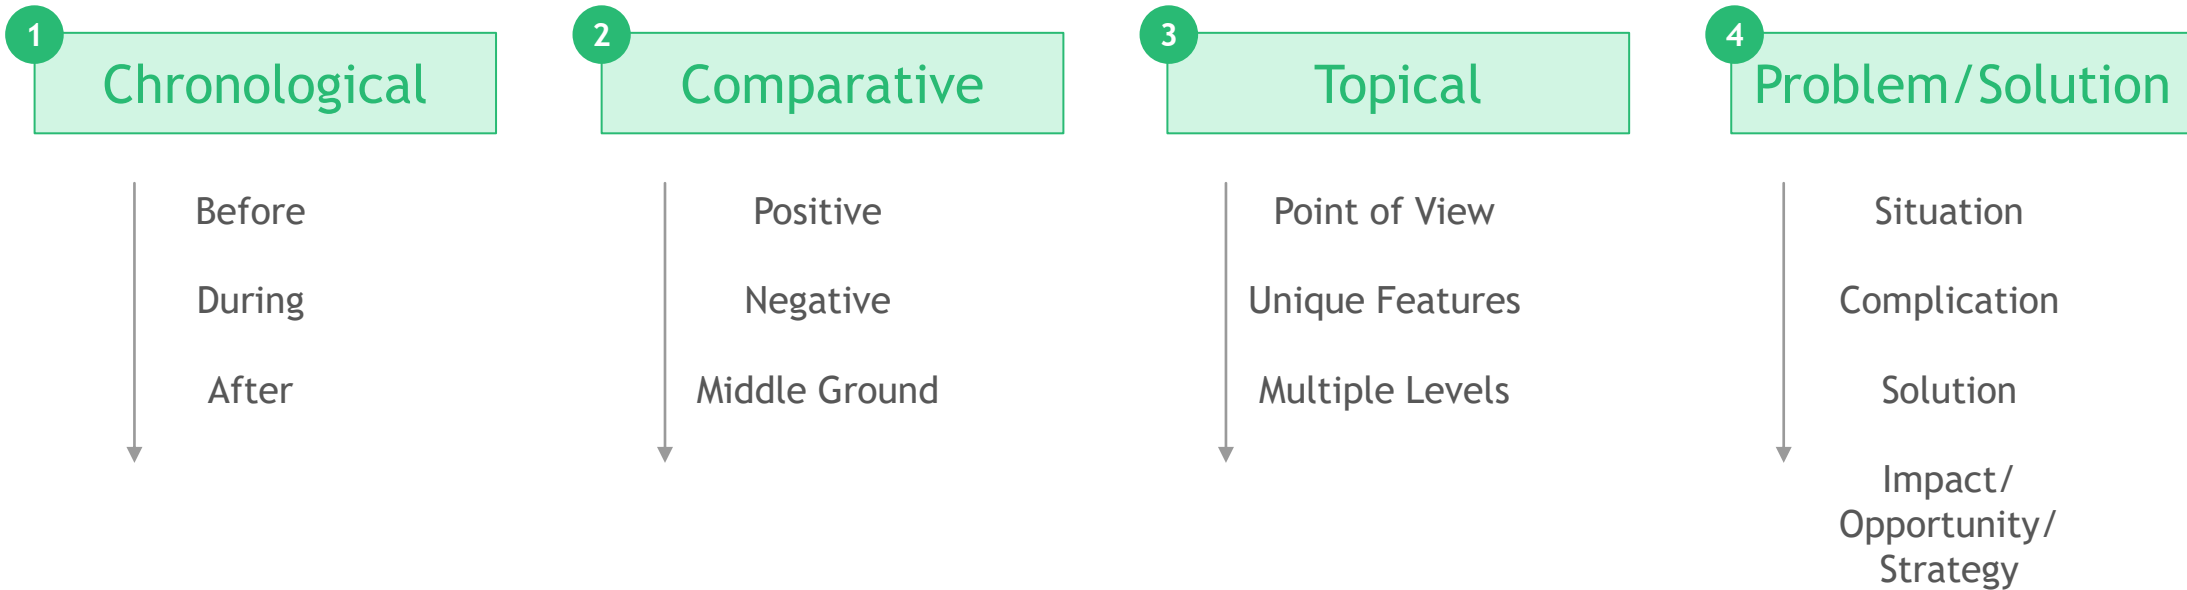 1
Chronological
Before
During
After
2
Comparative
Positive
Negative
Middle Ground
3
Topical
Point of View
Unique Features
Multiple Levels
4
Problem/Solution
Situation
Complication
Solution
Impact/
Opportunity/
Strategy